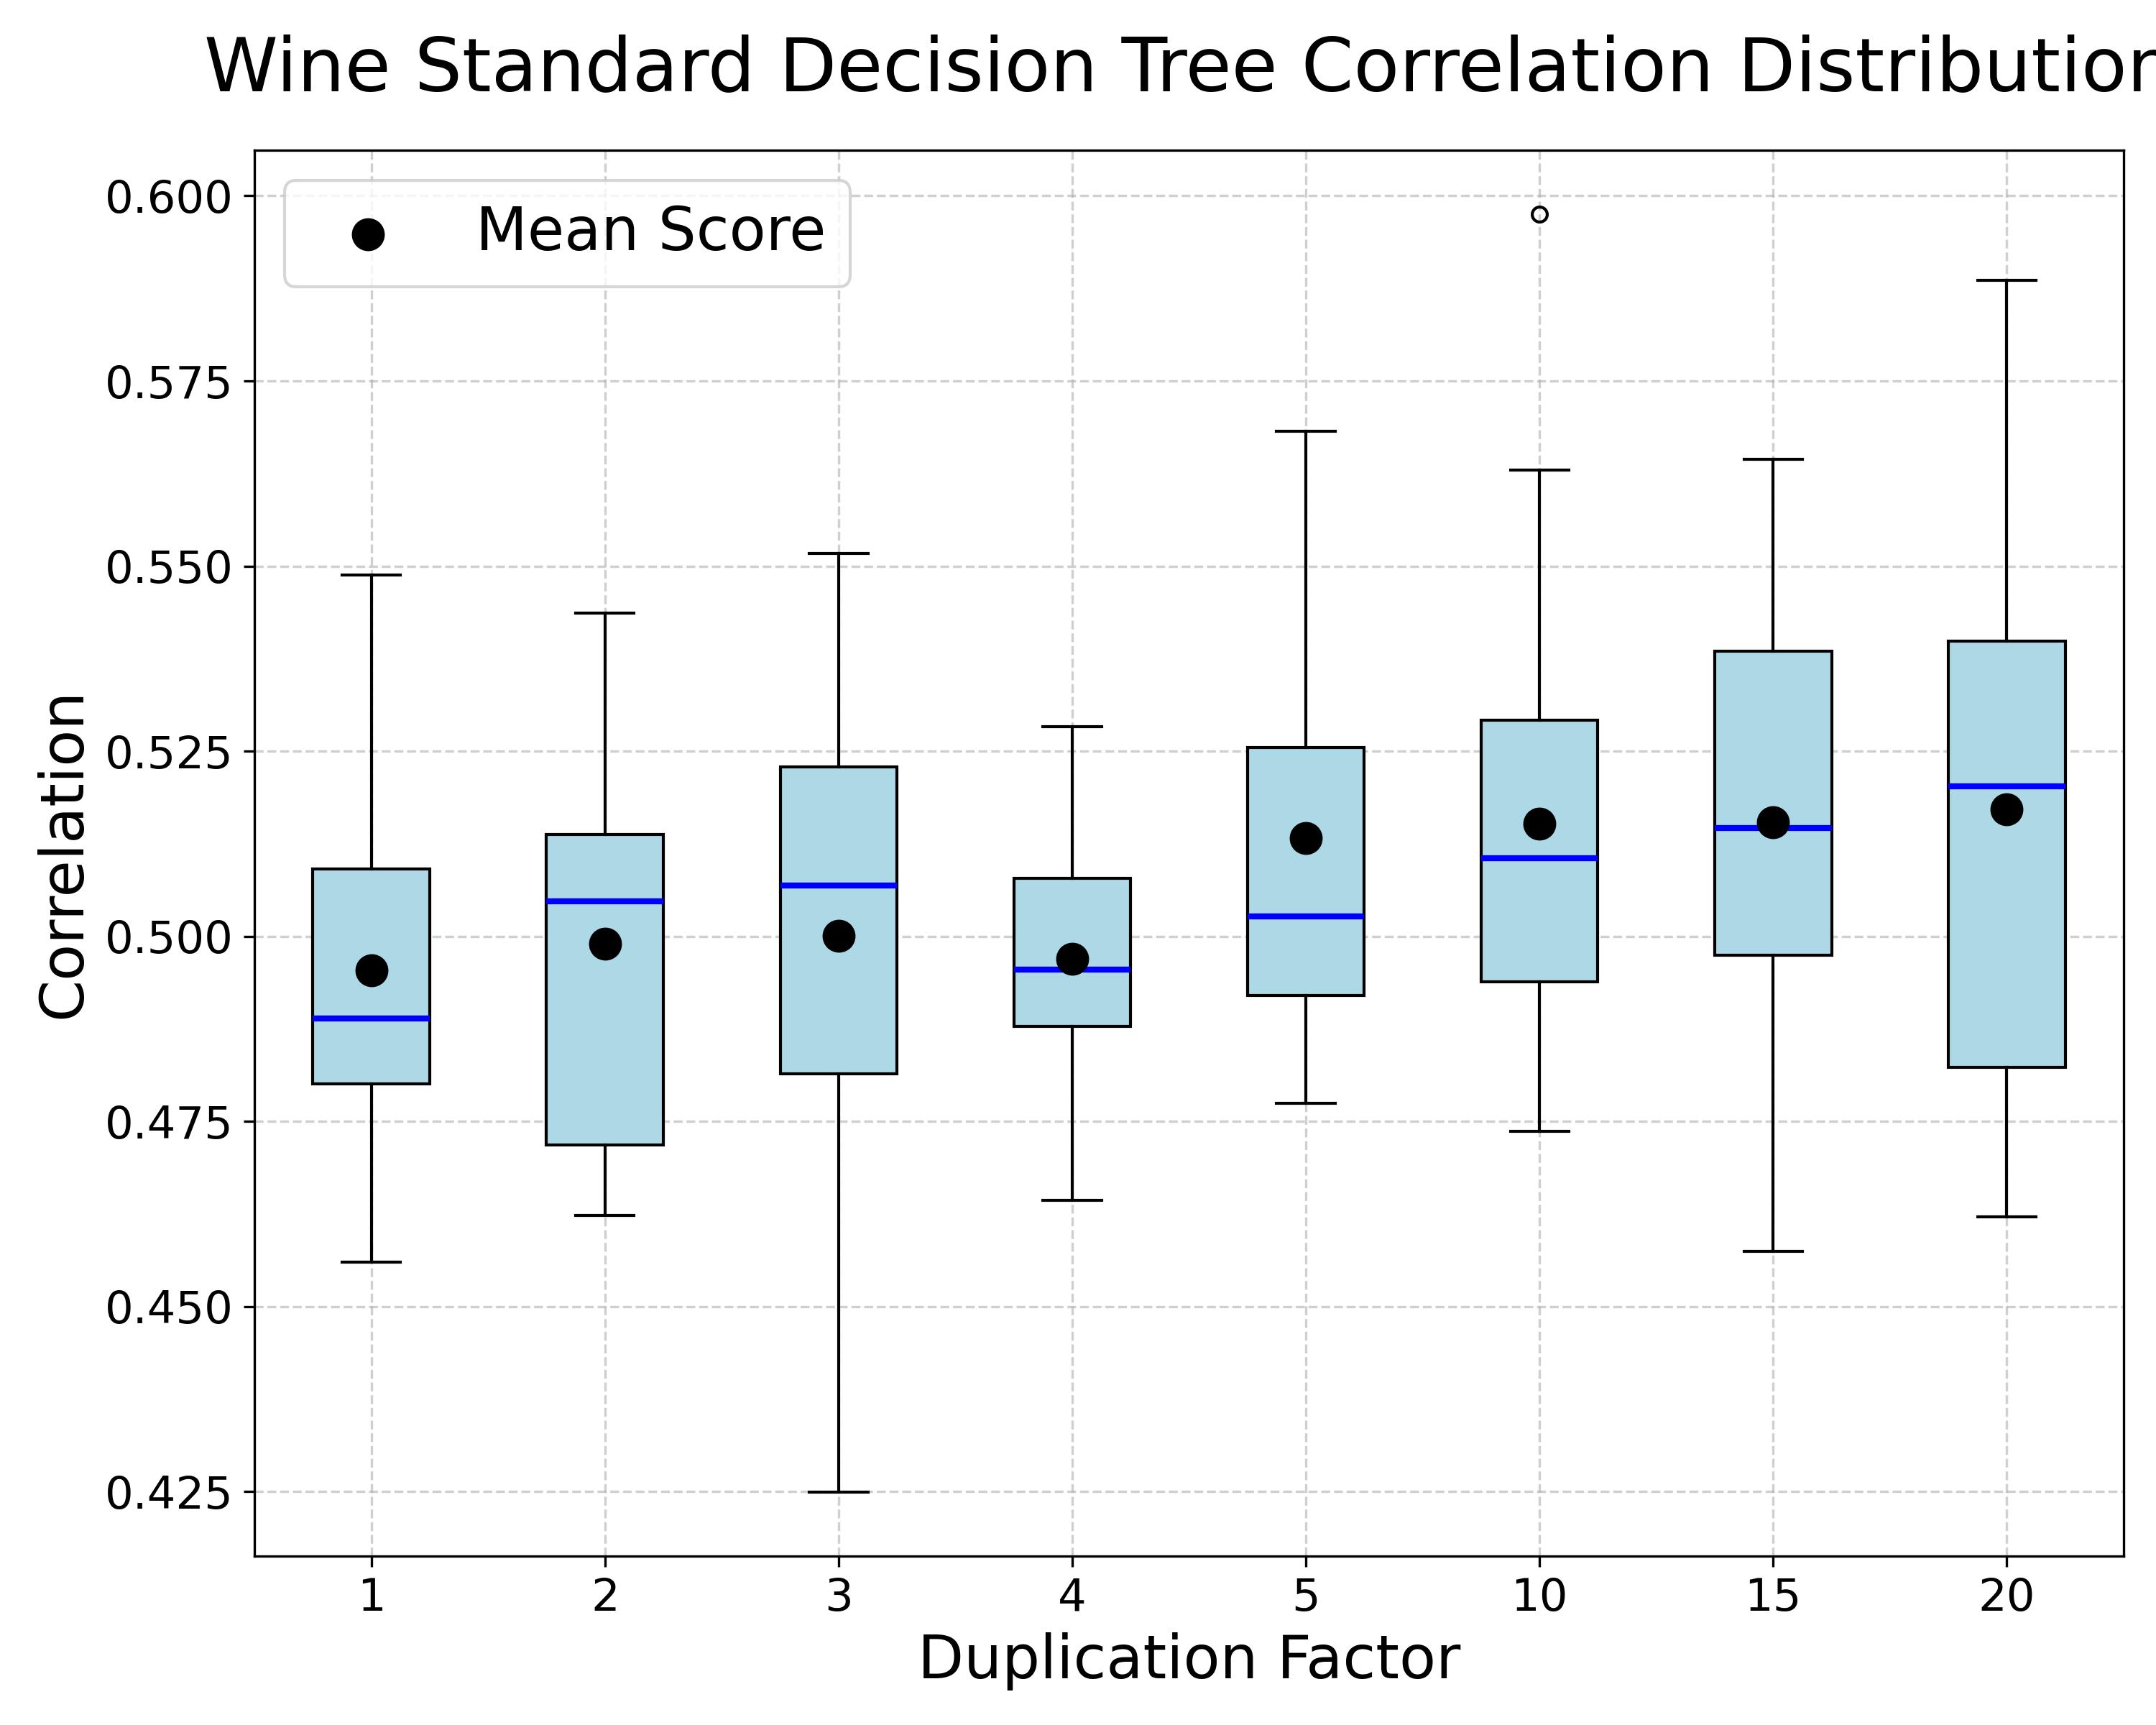 Wine Standard Decision Tree Correlation Distribution
Mean Score
0.600
0.575
0.550
0.525
0.500
0.475
0.450
0.425
Correlation
1 2 3 4 5 10 15 20
Duplication Factor